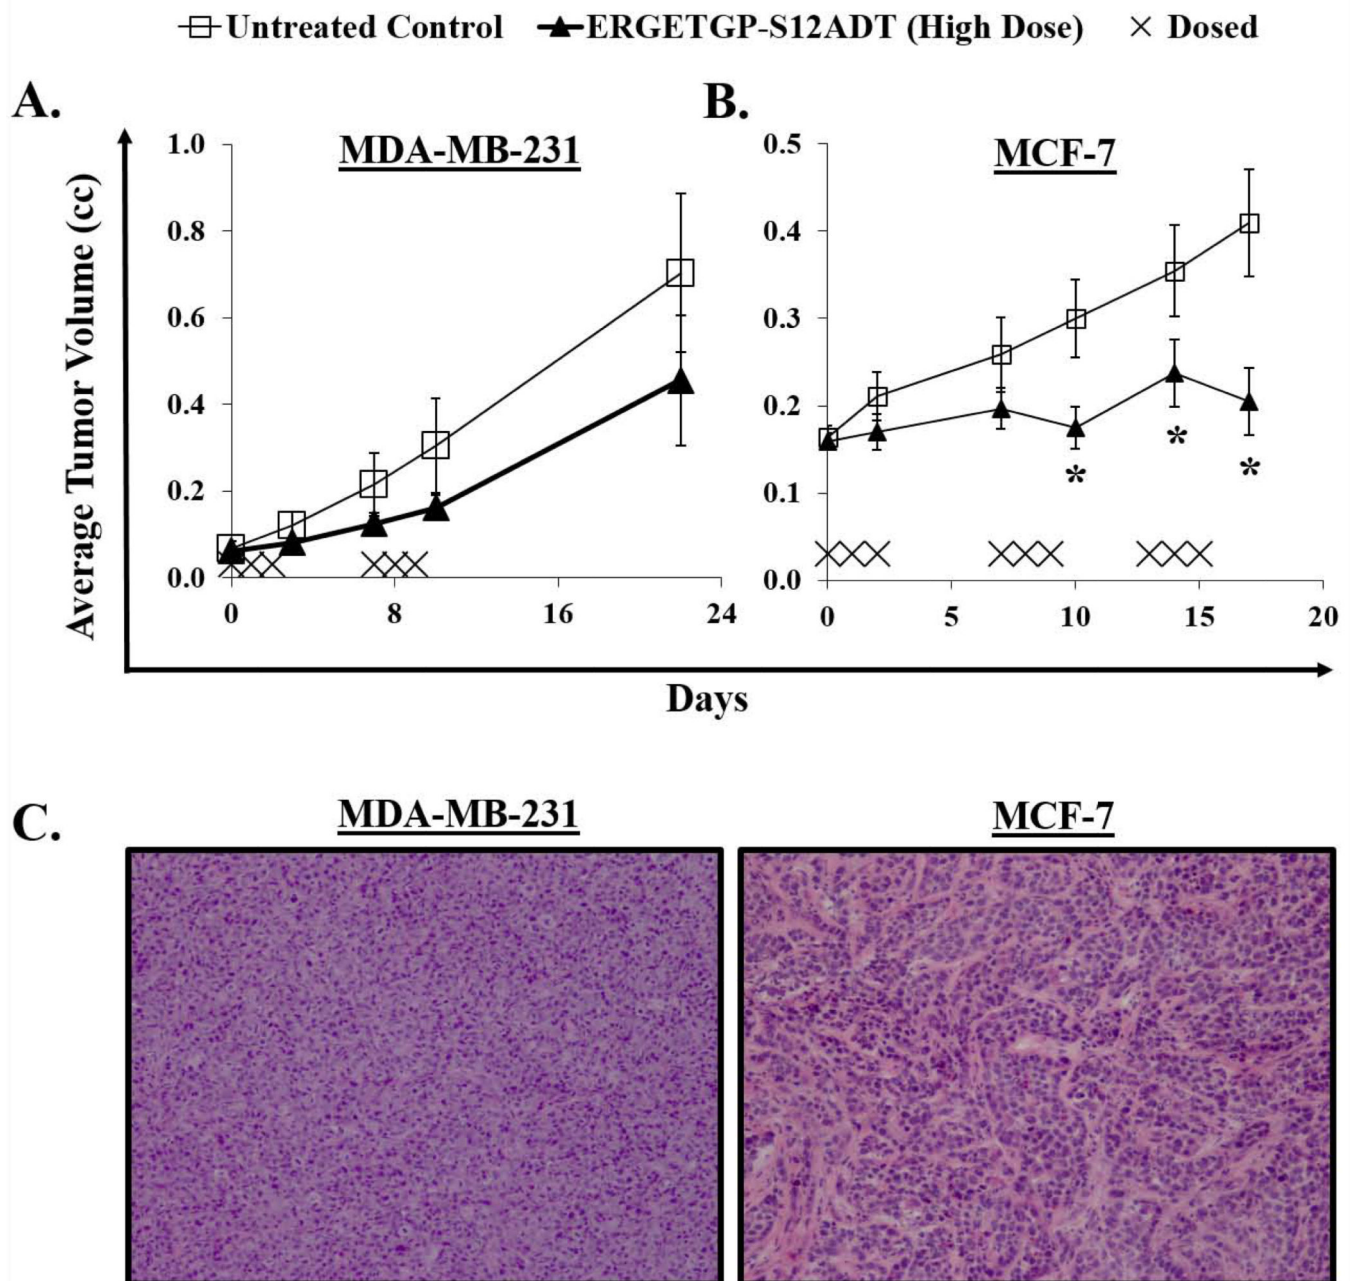 Untreated Control ERGETGP-S12ADT (High Dose) Dosed
A.
B.
MDA-MB-231
MCF-7
Average Tumor Volume (cc)
1.0
0.8
0.6
0.4
0.2
0.0
0 8 16 24
0.5
0.4
0.3
0.2
0.1
0.0
* * *
0 5 10 15 20
Days
C.
MDA-MB-231
MCF-7